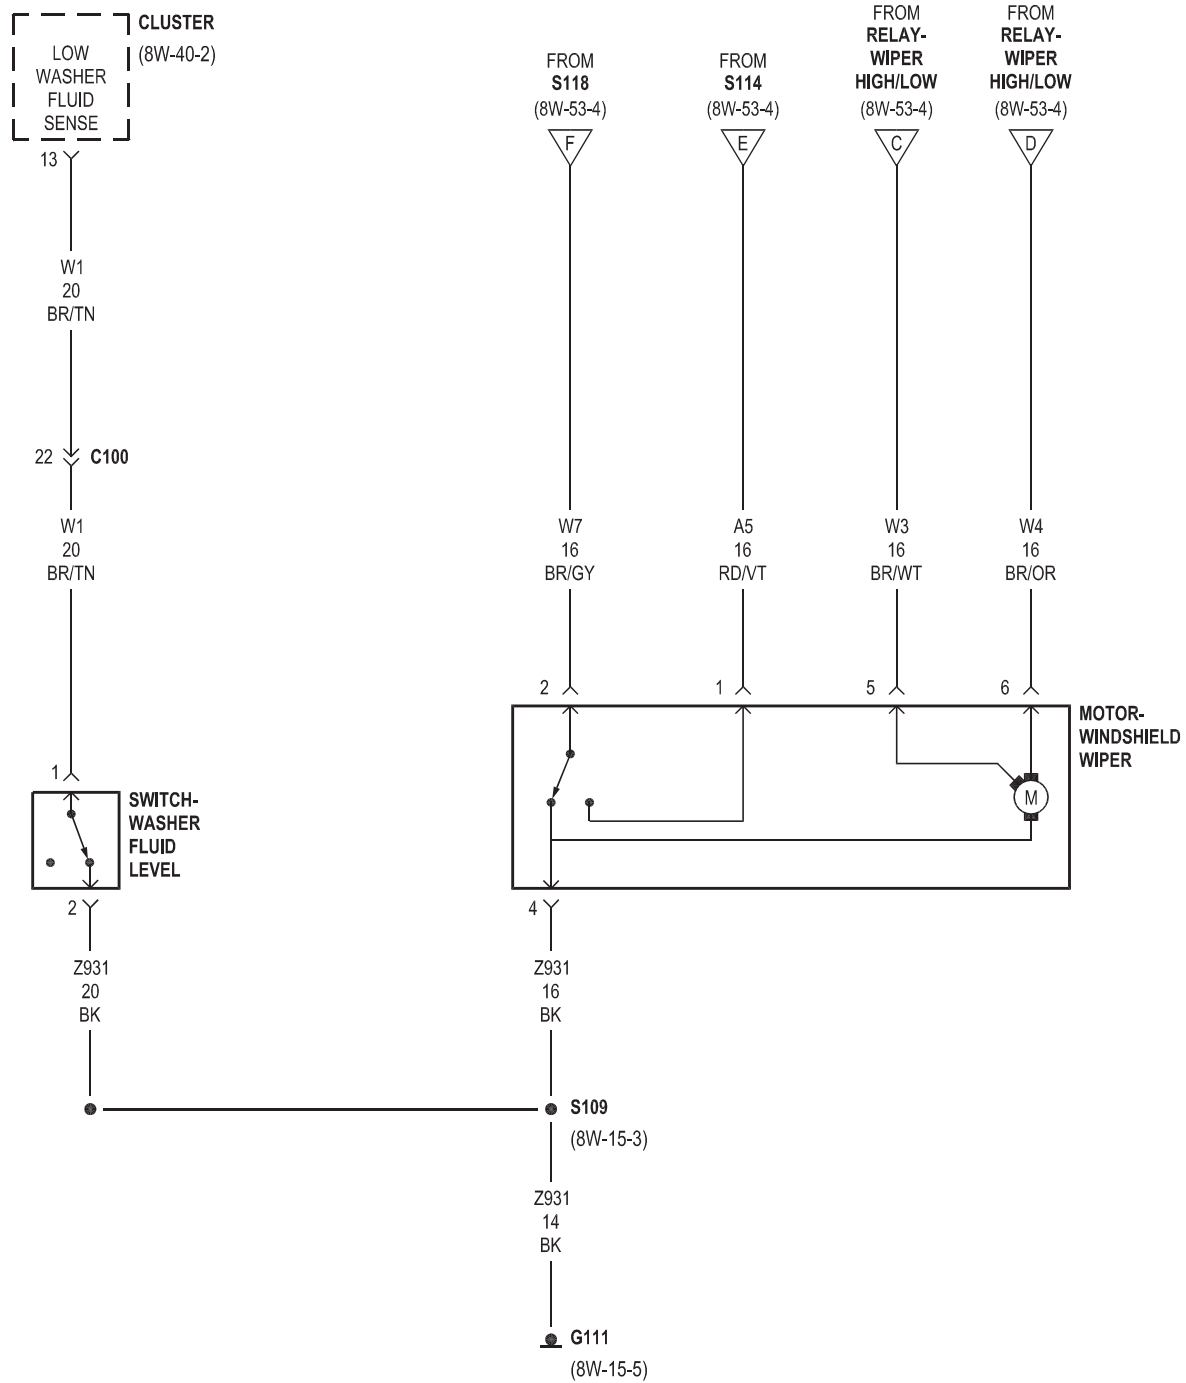 CLUSTER
(8W-40-2)
LOW
WASHER
FLUID
SENSE
13
FROM
S118
(8W-53-4)
F
FROM
S114
(8W-53-4)
E
FROM
RELAY-
WIPER
HIGH/LOW
(8W-53-4)
C
FROM
RELAY-
WIPER
HIGH/LOW
(8W-53-4)
D
W1
20
BR/TN
22
C100
W1
20
BR/TN
W7
16
BR/GY
A5
16
RD/VT
W3
16
BR/WT
W4
16
BR/OR
2
1
5
6
MOTOR-
WINDSHIELD
WIPER
M
1
SWITCH-
WASHER
FLUID
LEVEL
2
4
Z931
20
BK
Z931
16
BK
S109
(8W-15-3)
Z931
14
BK
G111
(8W-15-5)